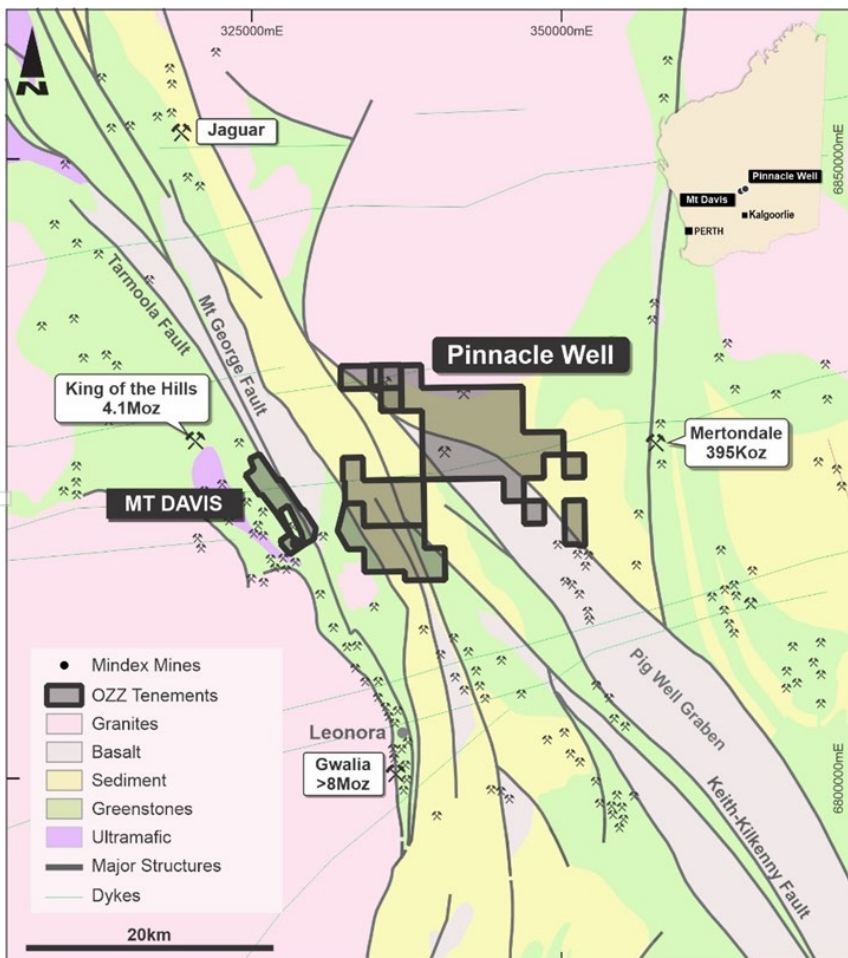 325000mE
350000mE
N
Jaguar
6850000mE
Pinnacle Well
Mt Davis
Kalgoorlie
PERTH
Tarmoola Fault
Mt George Fault
Pinnacle Well
King of the Hills
4.1Moz
Mertondale
395Koz
MT DAVIS
Pig Well Graben
Mindex Mines
OZZ Tenements
Granites
Basalt
Sediment
Greenstones
Ultramafic
Major Structures
Dykes
Leonora
Gwalia
>8Moz
6800000mE
Keith-Kilkenny Fault
20km